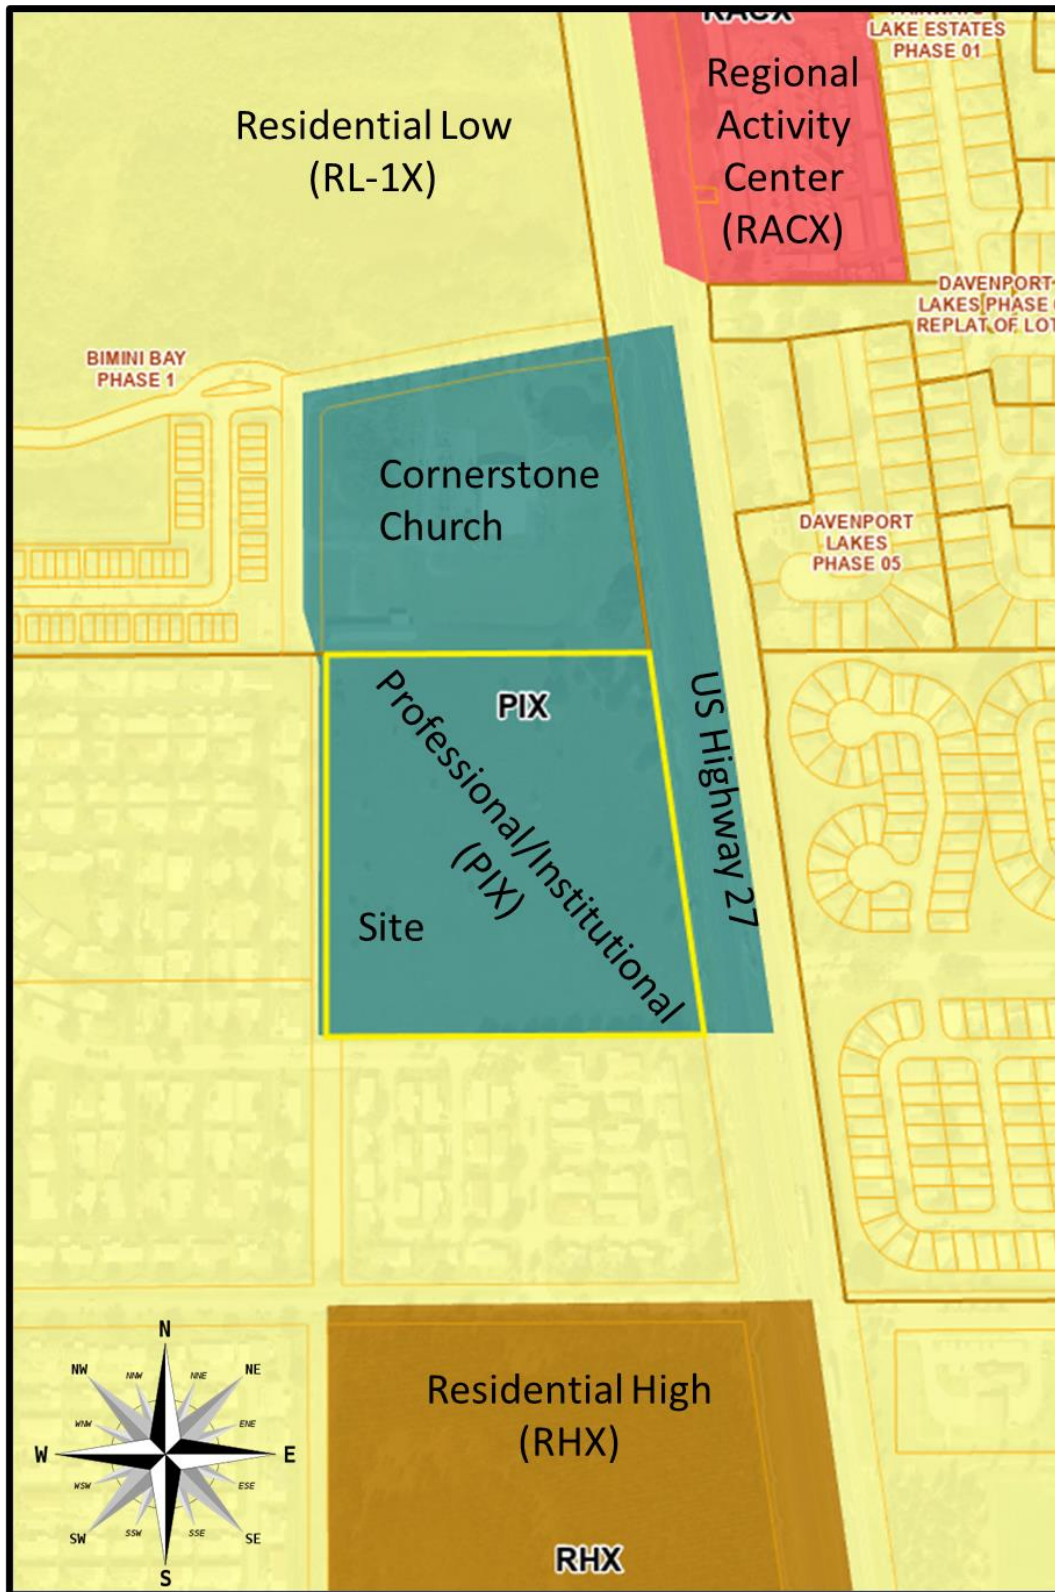 RACX
LAKE ESTATES
PHASE 01
Regional
Activity
Center
(RACX)
Residential Low
(RL-1X)
DAVENPORT
LAKES PHASE
REPLAT OF LOT
BIMINI BAY
PHASE 1
Cornerstone
Church
DAVENPORT
LAKES
PHASE 05
PIX
Professional/Institutional
(PIX)
US Highway 27
Site
Residential High
(RHX)
RHX
N
NNW
NNE
NW
NE
WNW
ENE
W
E
WSW
ESE
SW
SE
SSW
SSE
S